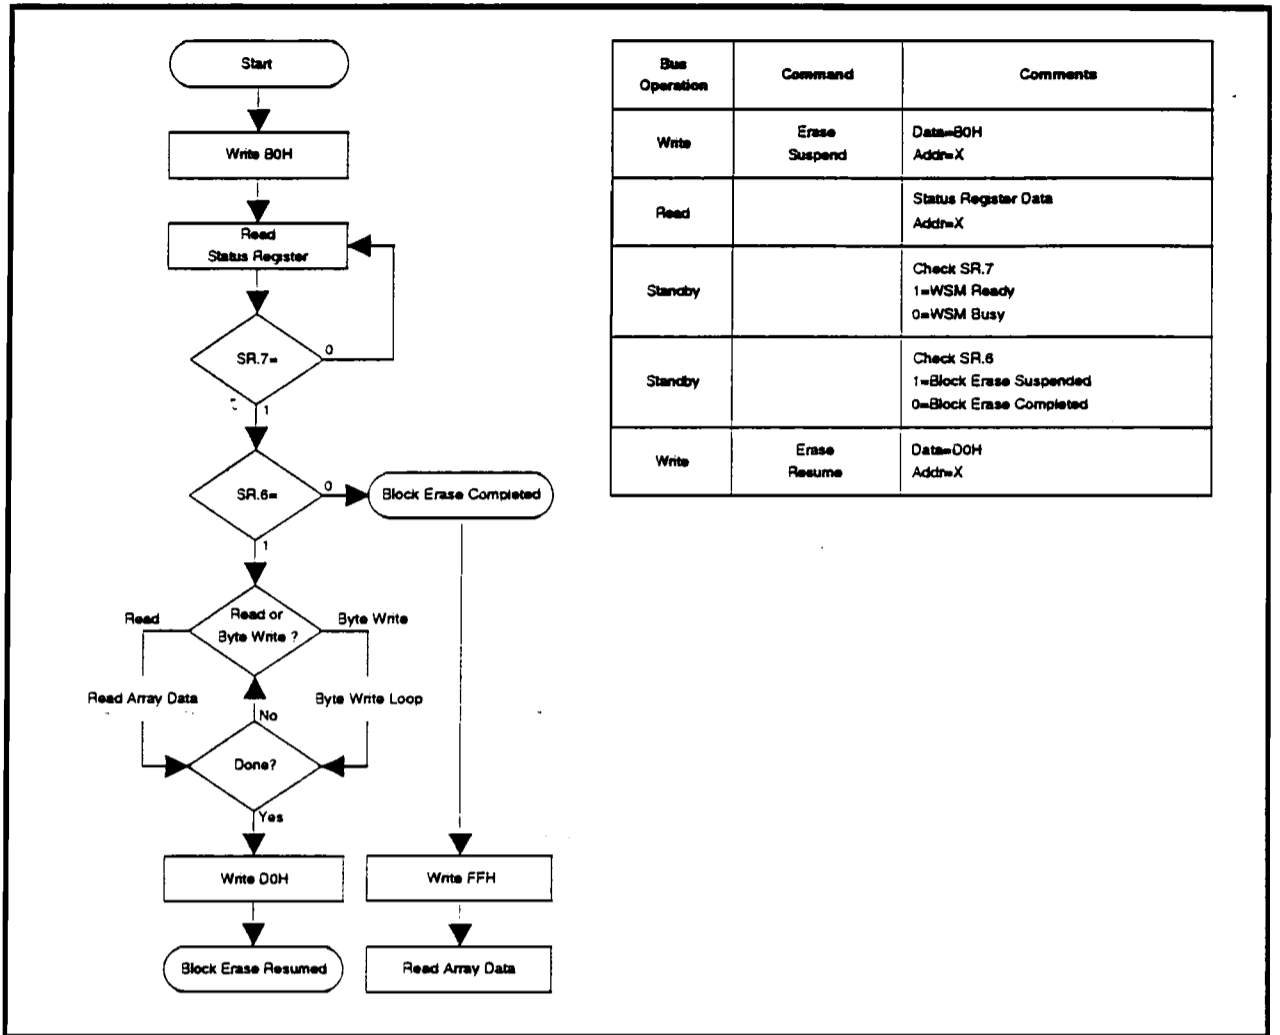 Start
Write B0H
Read
Status Register
SR.7=
0
1
SR.6=
0
Block Erase Completed
1
Read
Read or
Byte Write ?
Byte Write
Read Array Data
Byte Write Loop
No
Done?
Yes
Write D0H
Write FFH
Block Erase Resumed
Read Array Data
Bus
Operation
Command
Comments
Write
Erase
Suspend
Data=B0H
Addr=X
Read
Status Register Data
Addr=X
Standby
Check SR.7
1=WSM Ready
0=WSM Busy
Standby
Check SR.6
1=Block Erase Suspended
0=Block Erase Completed
Write
Erase
Resume
Data=D0H
Addr=X